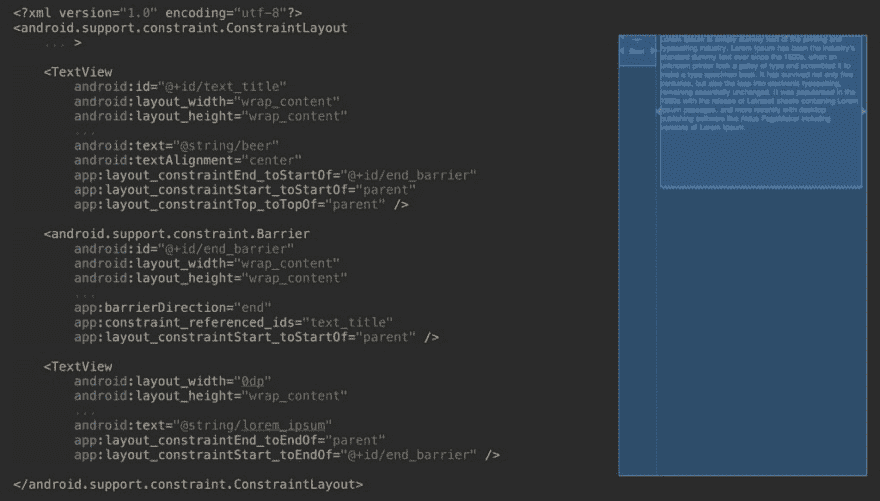 <?xml version="1.0" encoding="utf-8"?>
<android.support.constraint.ConstraintLayout
... >
<TextView
android:id="@+id/text_title"
android:layout_width="wrap_content"
android:layout_height="wrap_content"
...
android:text="@string/beer"
android:textAlignment="center"
app:layout_constraintEnd_toStartOf="@+id/end_barrier"
app:layout_constraintStart_toStartOf="parent"
app:layout_constraintTop_toTopOf="parent" />
<android.support.constraint.Barrier
android:id="@+id/end_barrier"
android:layout_width="wrap_content"
android:layout_height="wrap_content"
...
app:barrierDirection="end"
app:constraint_referenced_ids="text_title"
app:layout_constraintStart_toStartOf="parent" />
<TextView
android:layout_width="0dp"
android:layout_height="wrap_content"
...
android:text="@string/lorem_ipsum"
app:layout_constraintEnd_toEndOf="parent"
app:layout_constraintStart_toEndOf="@+id/end_barrier" />
</android.support.constraint.ConstraintLayout>
Beer
Lorem Ipsum is simply dummy text of the printing and
typesetting industry. Lorem Ipsum has been the industry's
standard dummy text ever since the 1500s, when an
unknown printer took a galley of type and scrambled it to
make a type specimen book. It has survived not only five
centuries, but also the leap into electronic typesetting,
remaining essentially unchanged. It was popularised in the
1960s with the release of Letraset sheets containing Lorem
Ipsum passages, and more recently with desktop
publishing software like Aldus PageMaker including
versions of Lorem Ipsum.